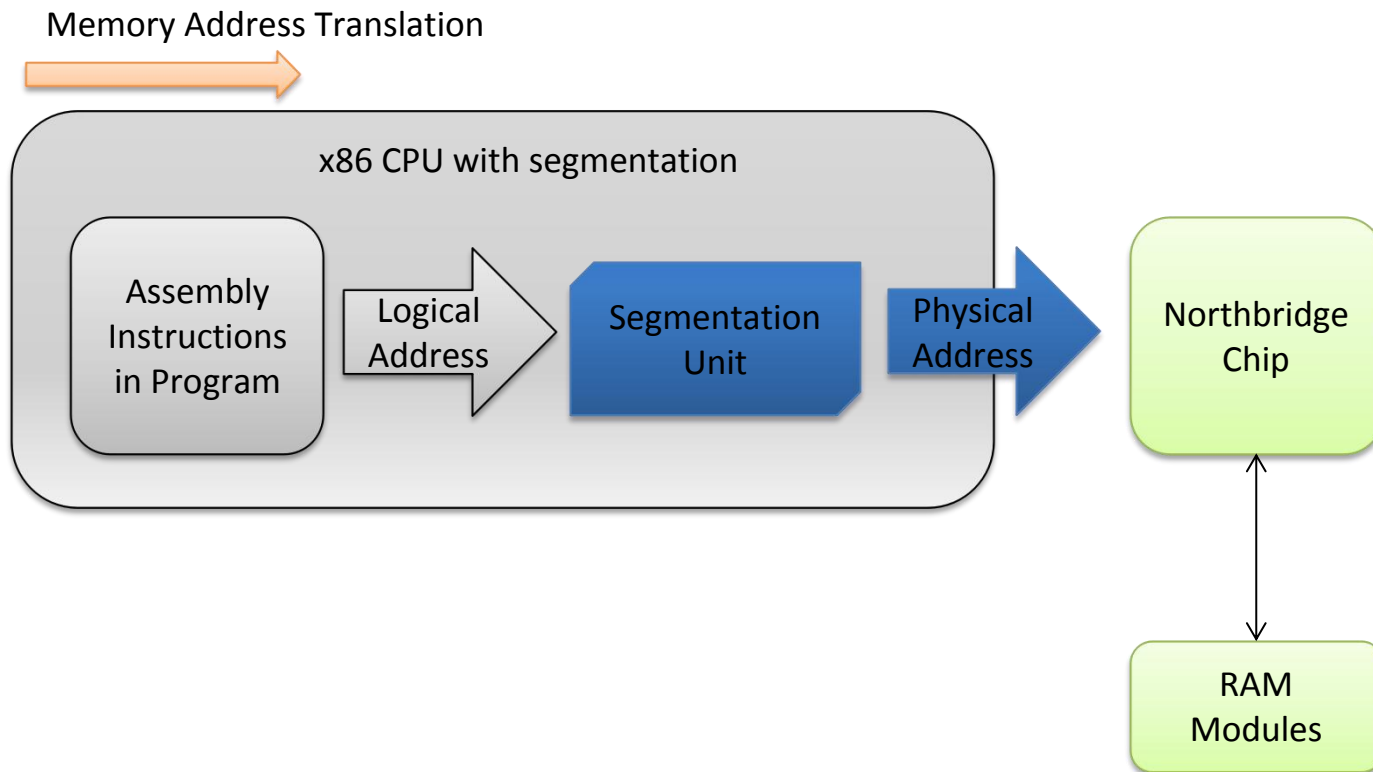 Memory Address Translation
x86 CPU with segmentation
Assembly
Instructions
in Program
Logical
Address
Segmentation
Unit
Physical
Address
Northbridge
Chip
RAM
Modules